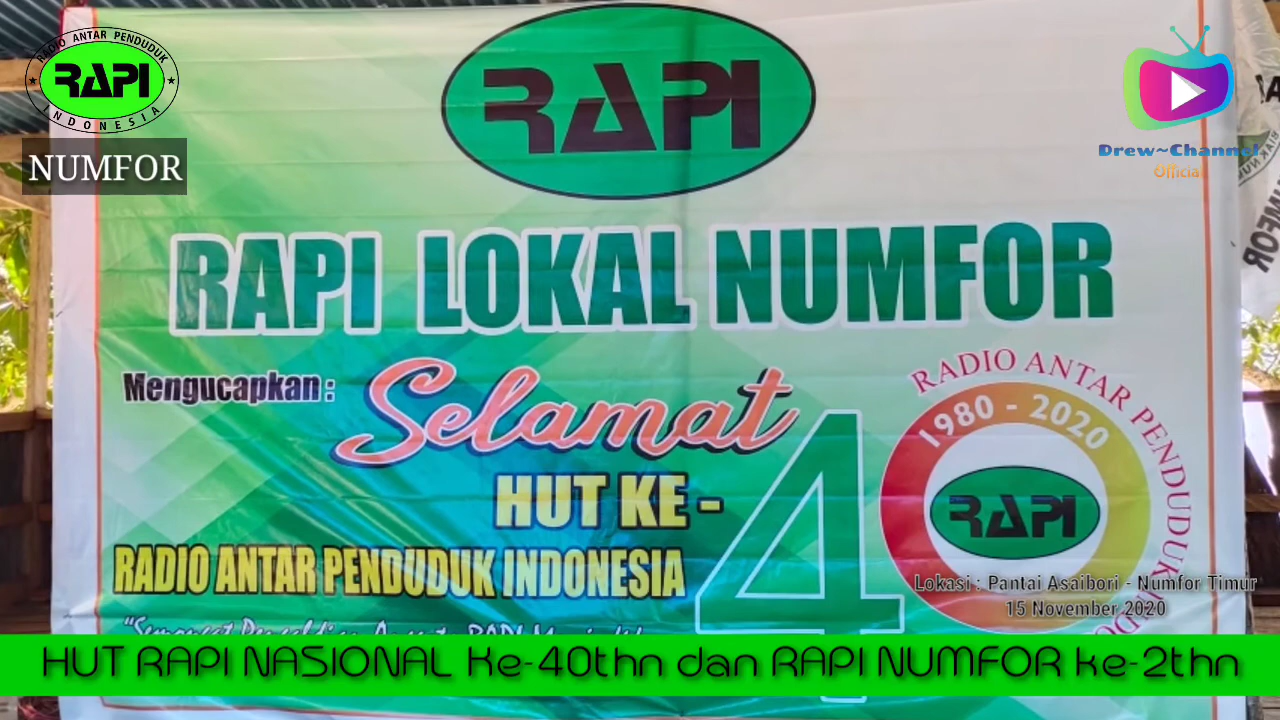 RADIO ANTAR PENDUDUK
RAPI
INDONESIA
NUMFOR
RAPI
Drew~Channel
Official
RAPI LOKAL NUMFOR
Mengucapkan :
Selamat
HUT KE -
40
RADIO ANTAR PENDUDUK INDONESIA
RADIO ANTAR PENDUDUK
1980 - 2020
RAPI
Lokasi : Pantai Asaibori - Numfor Timur
15 November 2020
HUT RAPI NASIONAL Ke-40thn dan RAPI NUMFOR ke-2thn